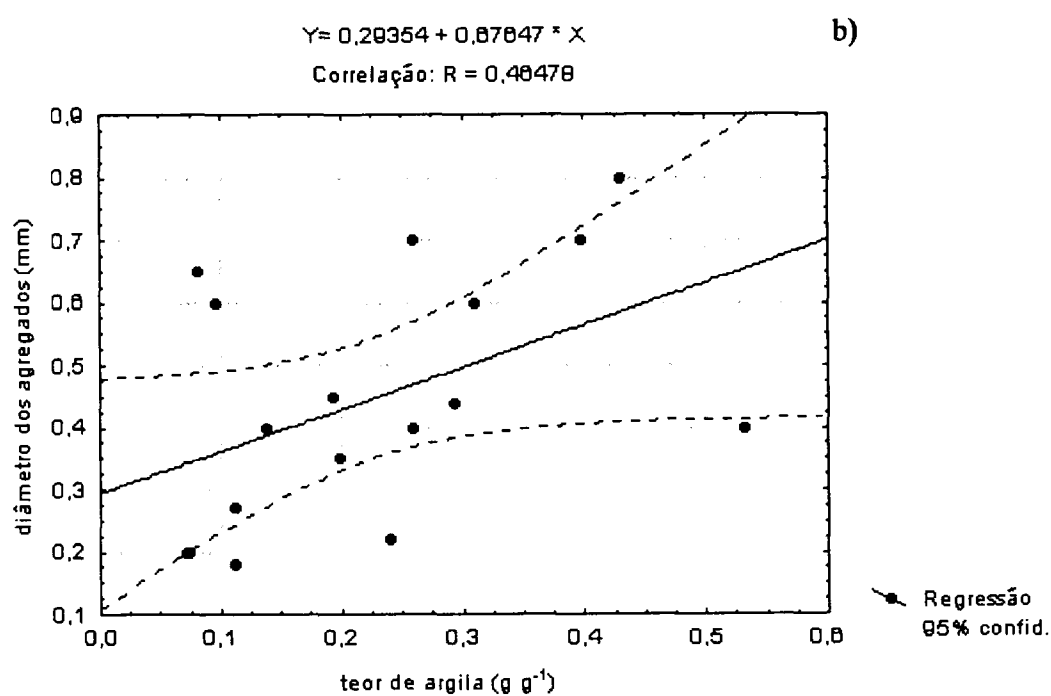 b)
Y= 0,29354 + 0,67647 * X
Correlação: R = 0,46478
0,9
0,8
0,7
0,6
0,5
0,4
0,3
0,2
0,1
diâmetro dos agregados (mm)
0,0 0,1 0,2 0,3 0,4 0,5 0,6
teor de argila (g g⁻¹)
Regressão
95% confid.